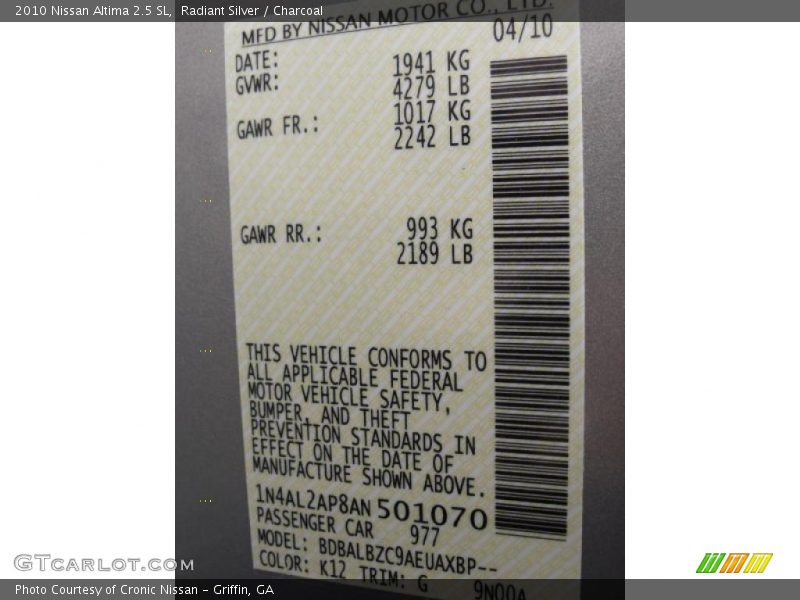 2010 Nissan Altima 2.5 SL, Radiant Silver / Charcoal
MFD BY NISSAN MOTOR CO., LTD.
DATE: 04/10
GVWR: 1941 KG
4279 LB
GAWR FR.: 1017 KG
2242 LB
GAWR RR.: 993 KG
2189 LB
THIS VEHICLE CONFORMS TO
ALL APPLICABLE FEDERAL
MOTOR VEHICLE SAFETY,
BUMPER, AND THEFT
PREVENTION STANDARDS IN
EFFECT ON THE DATE OF
MANUFACTURE SHOWN ABOVE.
1N4AL2AP8AN501070
PASSENGER CAR 977
MODEL: BDBALBZC9AEUAXBP--
COLOR: K12 TRIM: G 9N00A
GTCARLOT.COM
Photo Courtesy of Cronic Nissan – Griffin, GA